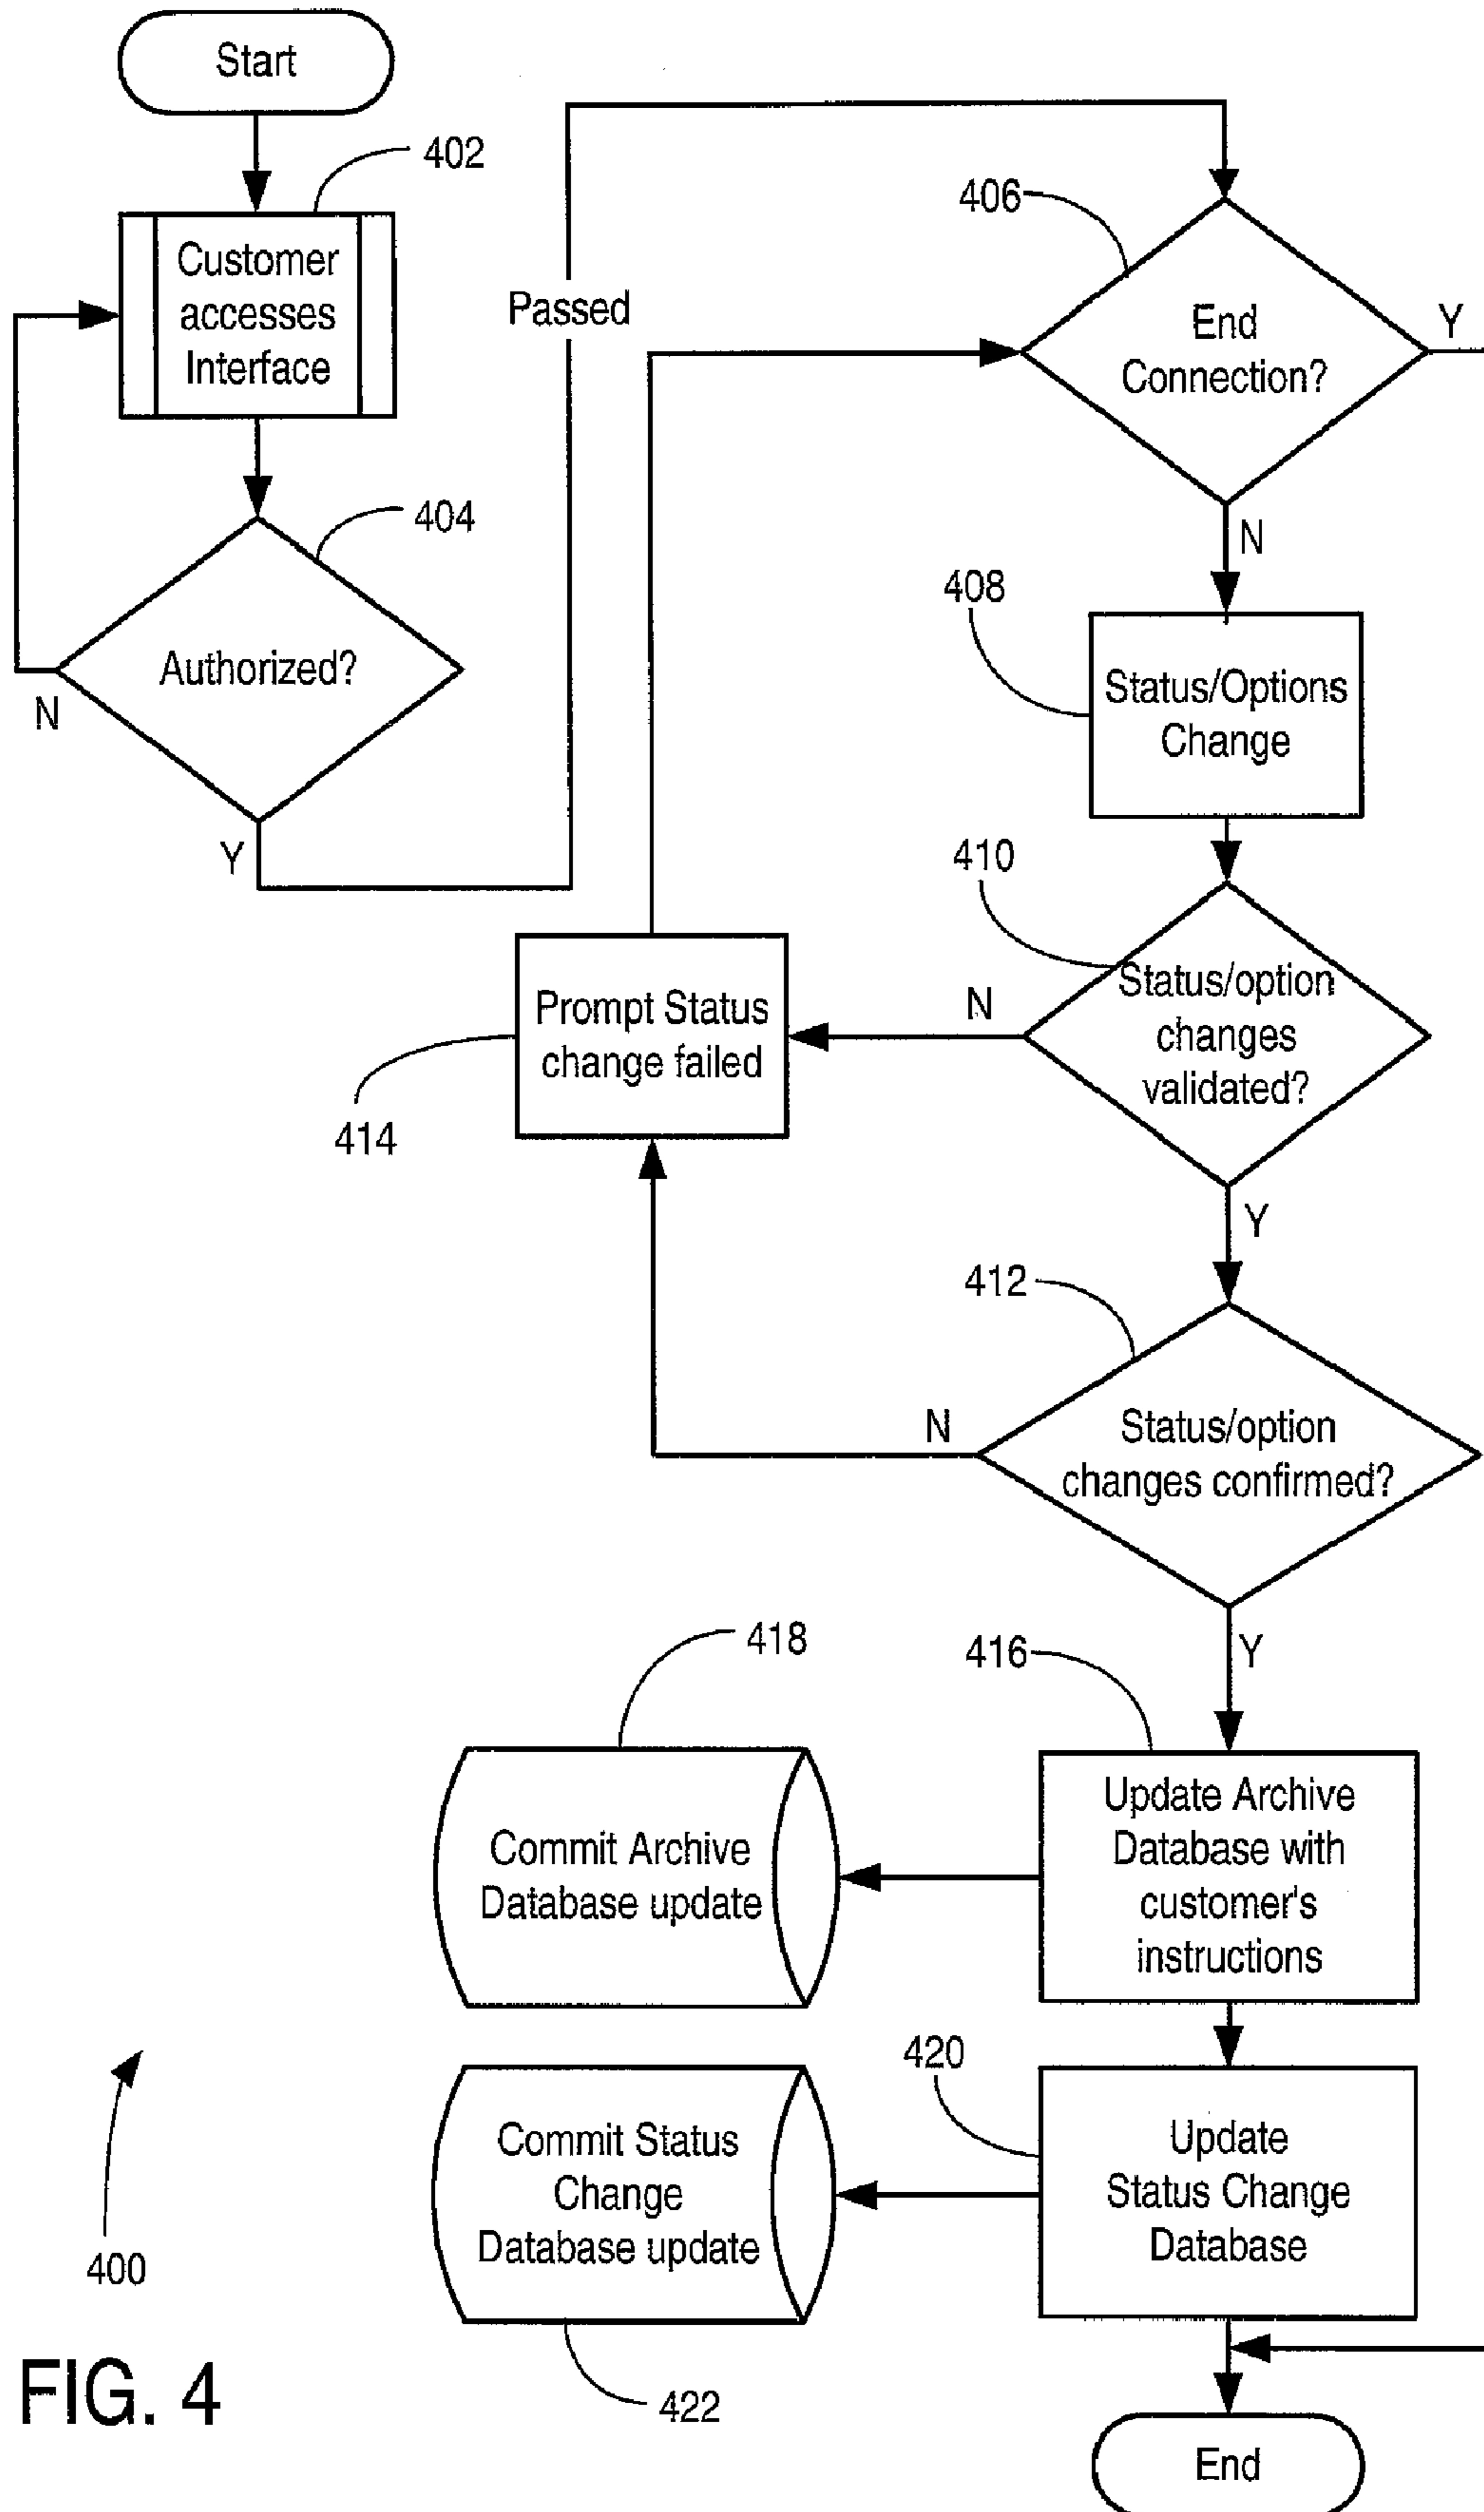 Start
402
Customer
accesses
Interface
404
Authorized?
N
Y
Passed
406
End
Connection?
Y
N
408
Status/Options
Change
410
Status/option
changes
validated?
N
Y
Prompt Status
change failed
414
412
Status/option
changes confirmed?
N
Y
416
Update Archive
Database with
customer's
instructions
418
Commit Archive
Database update
420
Update
Status Change
Database
Commit Status
Change
Database update
422
End
400
FIG. 4